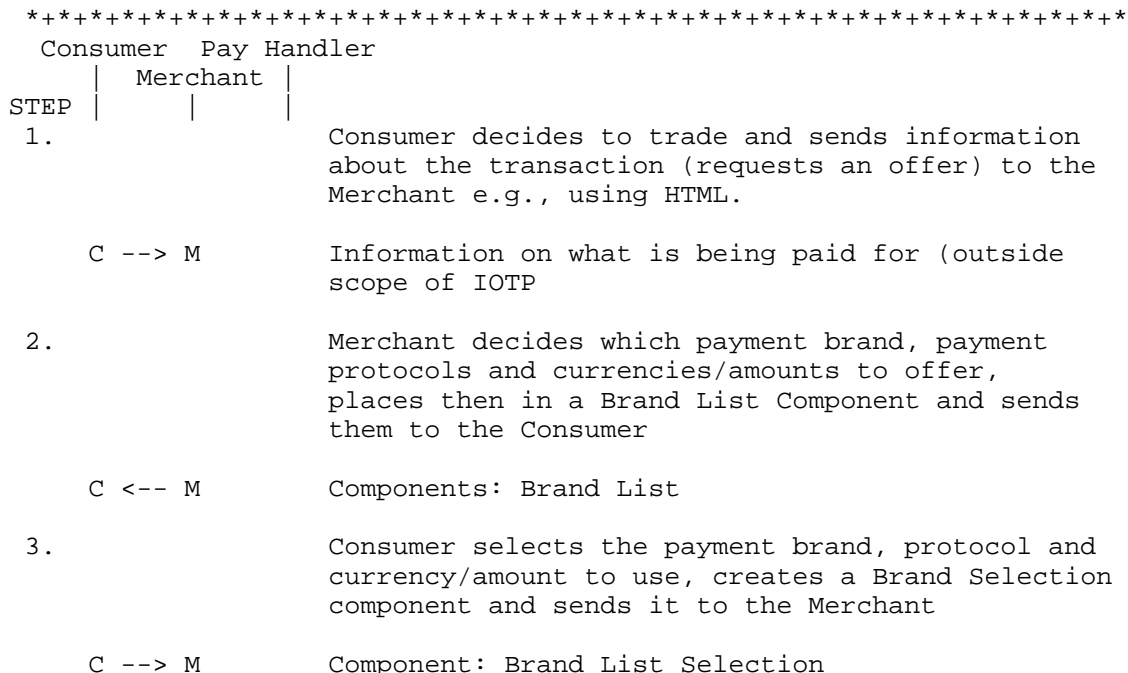 *+*+*+*+*+*+*+*+*+*+*+*+*+*+*+*+*+*+*+*+*+*+*+*+*+*+*+*+*+*+*+*+*+*
Consumer Pay Handler
| Merchant |
STEP | | |
1. Consumer decides to trade and sends information
about the transaction (requests an offer) to the
Merchant e.g., using HTML.
C --> M Information on what is being paid for (outside
scope of IOTP
2. Merchant decides which payment brand, payment
protocols and currencies/amounts to offer,
places then in a Brand List Component and sends
them to the Consumer
C <-- M Components: Brand List
3. Consumer selects the payment brand, protocol and
currency/amount to use, creates a Brand Selection
component and sends it to the Merchant
C --> M Component: Brand List Selection